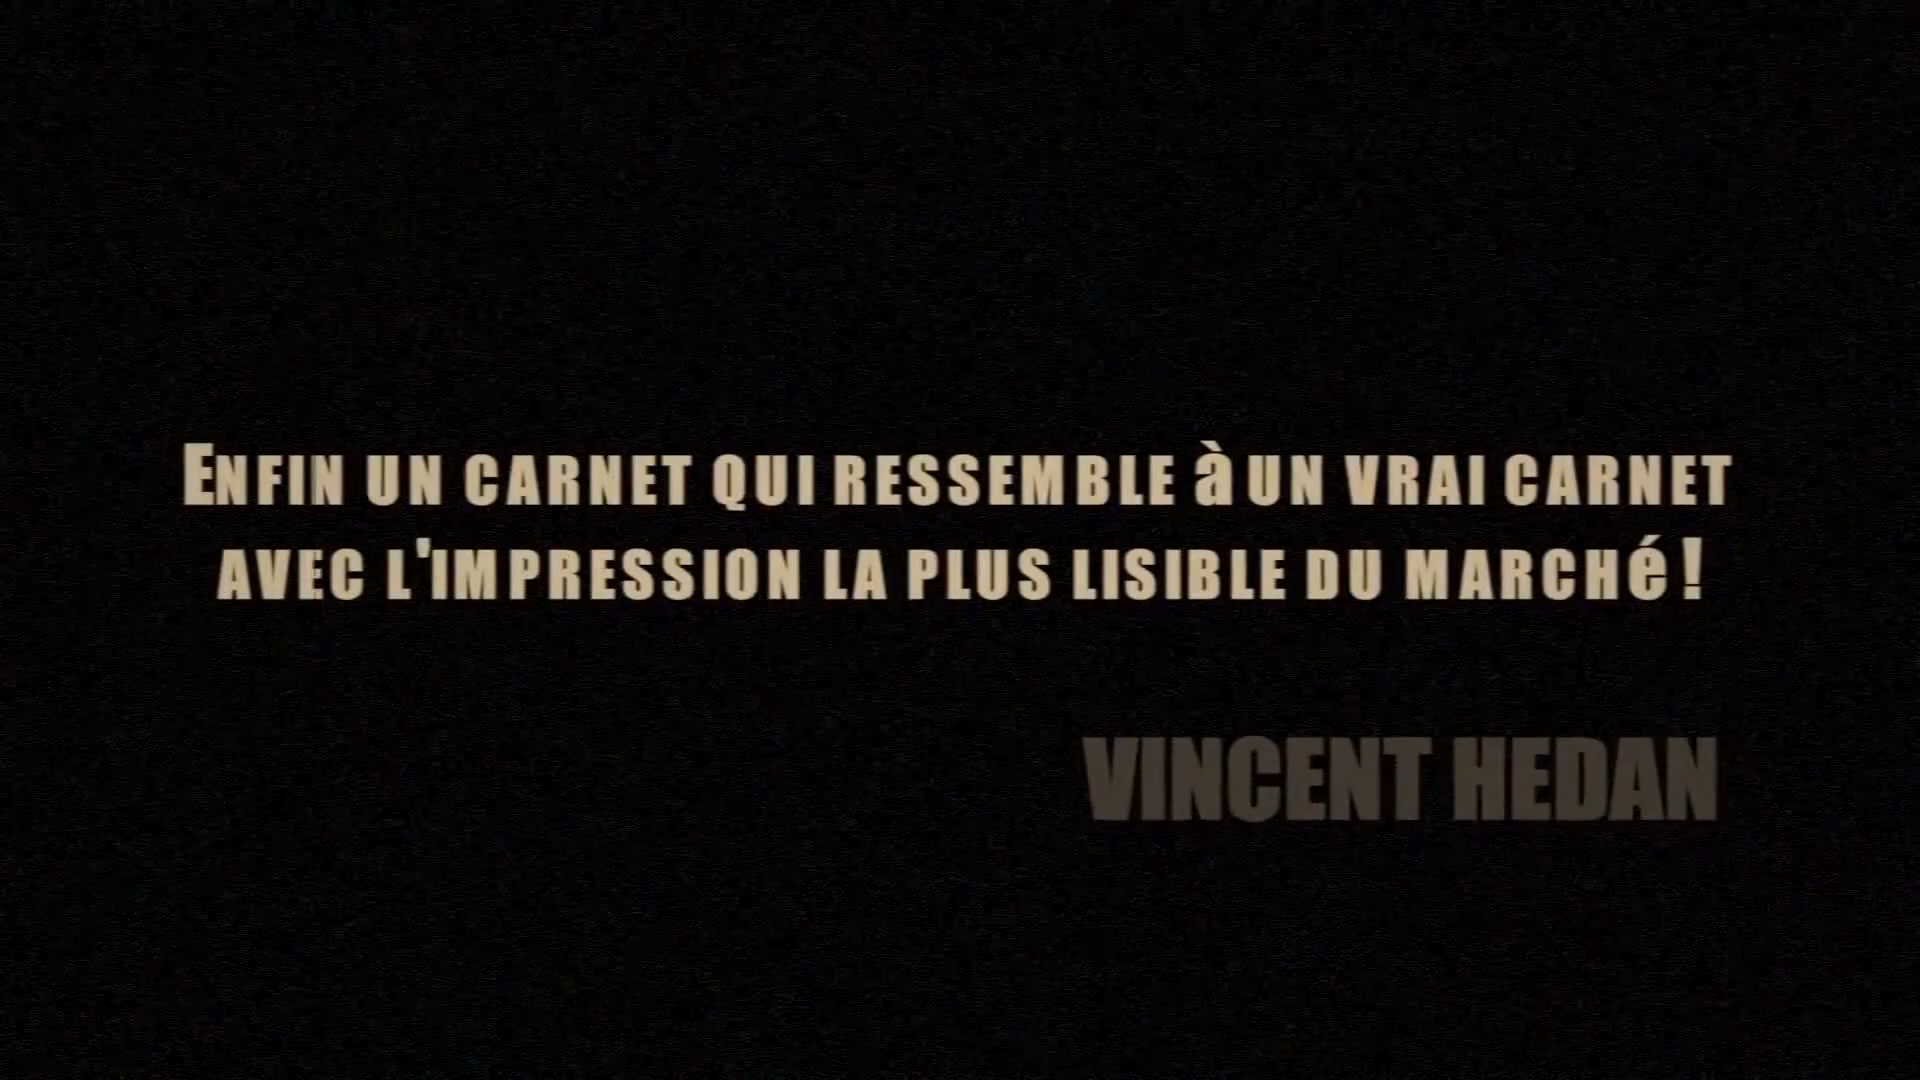 ENFIN UN CARNET QUI RESSEMBLE à UN VRAI CARNET
AVEC L'IMPRESSION LA PLUS LISIBLE DU MARCHé !
VINCENT HEDAN